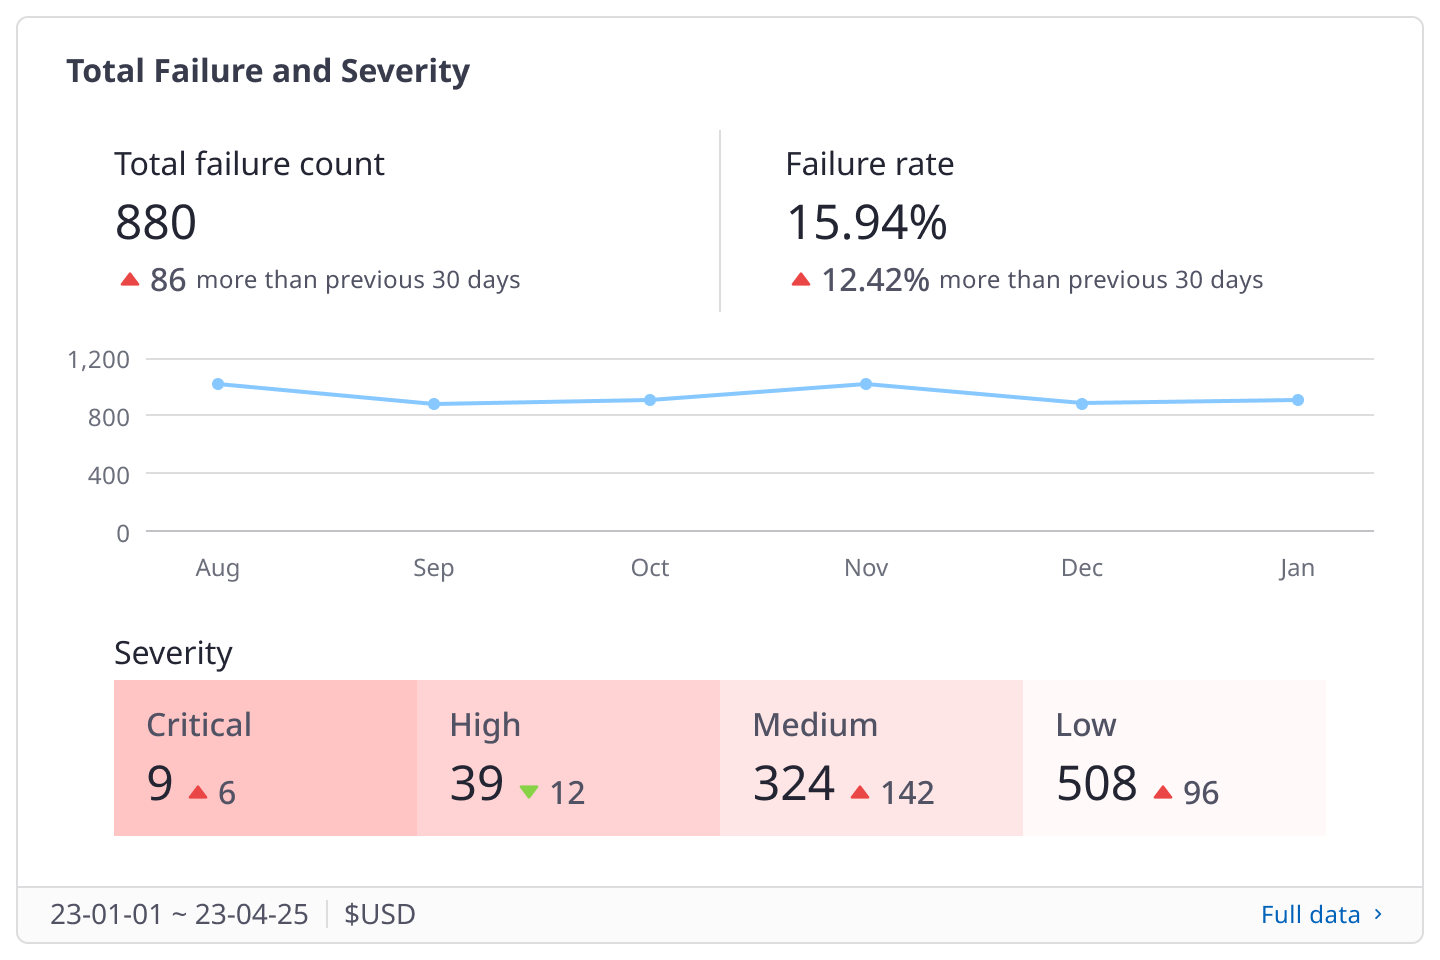 Total Failure and Severity
Total failure count
880
86 more than previous 30 days
Failure rate
15.94%
12.42% more than previous 30 days
1,200
800
400
0
Aug Sep Oct Nov Dec Jan
Severity
Critical
9 6
High
39 12
Medium
324 142
Low
508 96
23-01-01 ~ 23-04-25 $USD
Full data